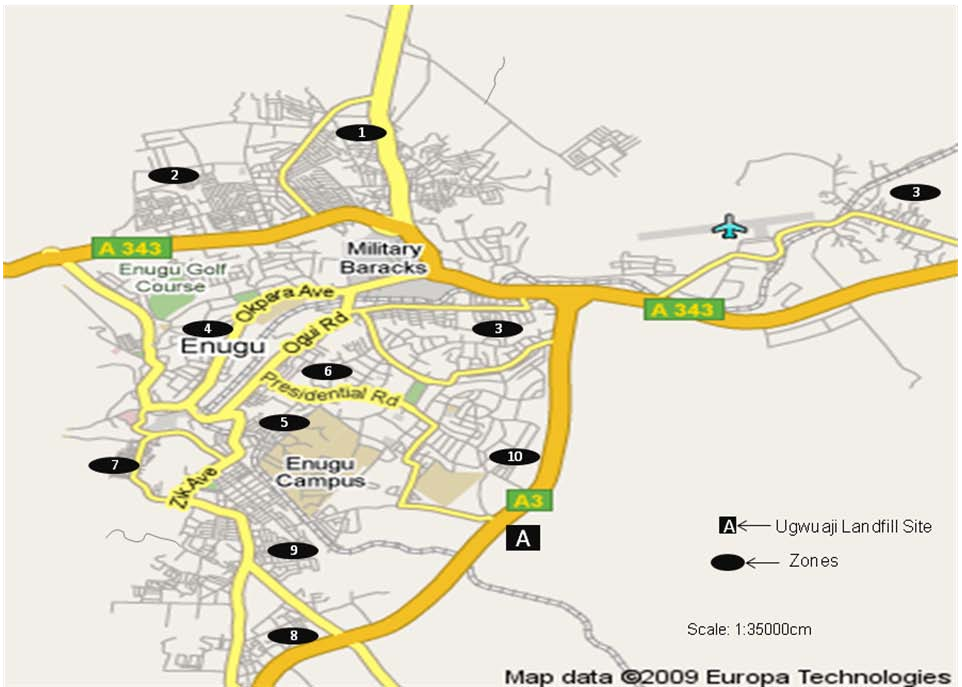 1
2
3
A 343
Military
Baracks
Enugu Golf
Course
Okpara Ave
A 343
4
Ogui Rd
3
Enugu
6
Presidential Rd
5
10
7
Enugu
Campus
Zik Ave
A3
A
A Ugwuaji Landfill Site
9
Zones
8
Scale: 1:35000cm
Map data ©2009 Europa Technologies